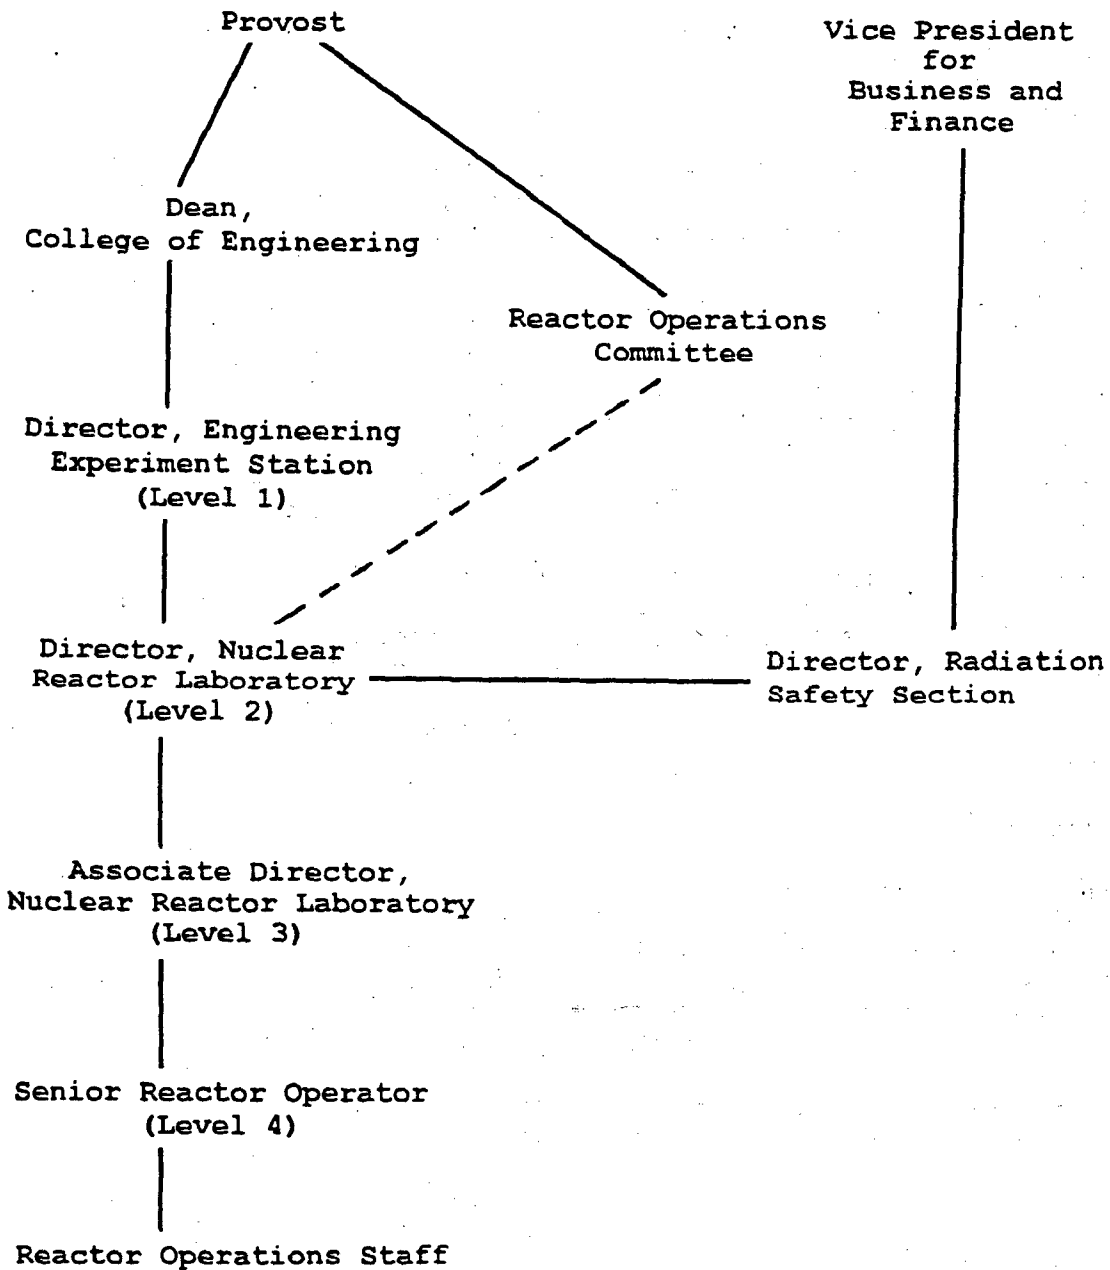 Provost
Vice President
for
Business and
Finance
Dean,
College of Engineering
Reactor Operations
Committee
Director, Engineering
Experiment Station
(Level 1)
Director, Nuclear
Reactor Laboratory
(Level 2)
Director, Radiation
Safety Section
Associate Director,
Nuclear Reactor Laboratory
(Level 3)
Senior Reactor Operator
(Level 4)
Reactor Operations Staff